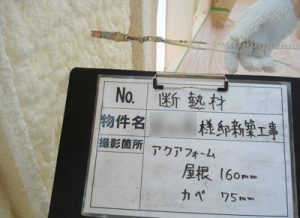 No. 断熱材
物件名 様邸新築工事
撮影箇所 アクアフォーム
屋根 160mm
カベ 75mm